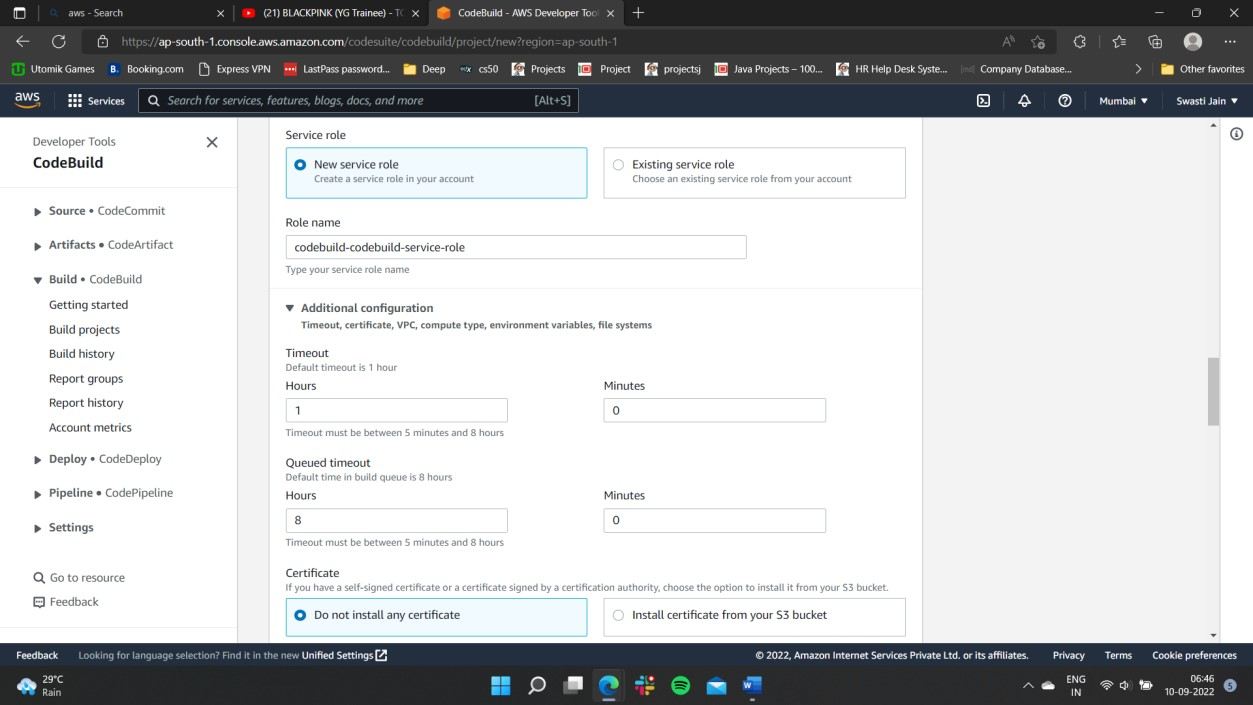 aws - Search
(21) BLACKPINK (YG Trainee) - TC
CodeBuild - AWS Developer Tool
https://ap-south-1.console.aws.amazon.com/codesuite/codebuild/project/new?region=ap-south-1
Utomik Games
B. Booking.com
Express VPN
LastPass password...
Deep
cs50
Projects
Project
projectsj
Java Projects – 100...
HR Help Desk Syste...
Company Database...
Other favorites
aws
Services
Search for services, features, blogs, docs, and more
[Alt+S]
Mumbai
Swasti Jain
Developer Tools
CodeBuild
Source • CodeCommit
Artifacts • CodeArtifact
Build • CodeBuild
Getting started
Build projects
Build history
Report groups
Report history
Account metrics
Deploy • CodeDeploy
Pipeline • CodePipeline
Settings
Go to resource
Feedback
Service role
New service role
Create a service role in your account
Existing service role
Choose an existing service role from your account
Role name
codebuild-codebuild-service-role
Type your service role name
Additional configuration
Timeout, certificate, VPC, compute type, environment variables, file systems
Timeout
Default timeout is 1 hour
Hours
Minutes
1
0
Timeout must be between 5 minutes and 8 hours
Queued timeout
Default time in build queue is 8 hours
Hours
Minutes
8
0
Timeout must be between 5 minutes and 8 hours
Certificate
If you have a self-signed certificate or a certificate signed by a certification authority, choose the option to install it from your S3 bucket.
Do not install any certificate
Install certificate from your S3 bucket
Feedback
Looking for language selection? Find it in the new Unified Settings
© 2022, Amazon Internet Services Private Ltd. or its affiliates.
Privacy
Terms
Cookie preferences
29°C
Rain
W
ENG
IN
06:46
10-09-2022
5